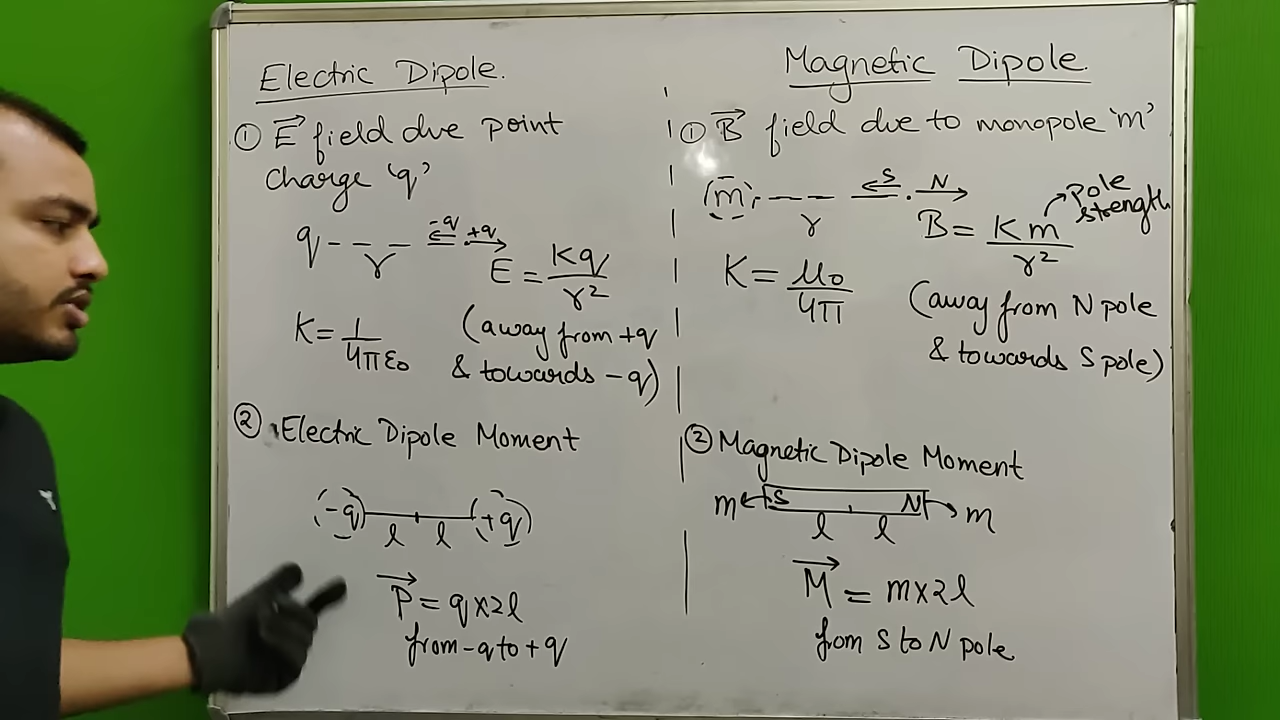 Electric Dipole.
① E⃗ field due point
charge 'q'
q - - - -q +q
r
E = Kq/r²
K = 1/4πε₀
(away from +q
& towards -q)
② Electric Dipole Moment
-q +q
l l
P⃗ = q×2l
from -q to +q
Magnetic Dipole.
① B⃗ field due to monopole 'm'
m - - - S N
r
B = Km/r²
pole
strength
K = μ₀/4π
(away from N pole
& towards S pole)
② Magnetic Dipole Moment
m S N m
l l
M⃗ = m×2l
from S to N pole